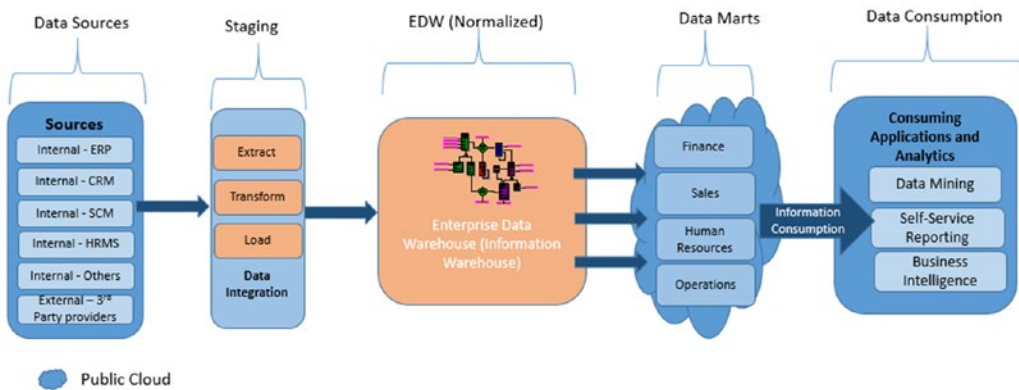 Data Sources
Staging
EDW (Normalized)
Data Marts
Data Consumption
Sources
Internal - ERP
Internal - CRM
Internal - SCM
Internal - HRMS
Internal - Others
External – 3rd
Party providers
Extract
Transform
Load
Data
Integration
Enterprise Data
Warehouse (Information
Warehouse)
Finance
Sales
Human
Resources
Operations
Information
Consumption
Consuming
Applications and
Analytics
Data Mining
Self-Service
Reporting
Business
Intelligence
Public Cloud